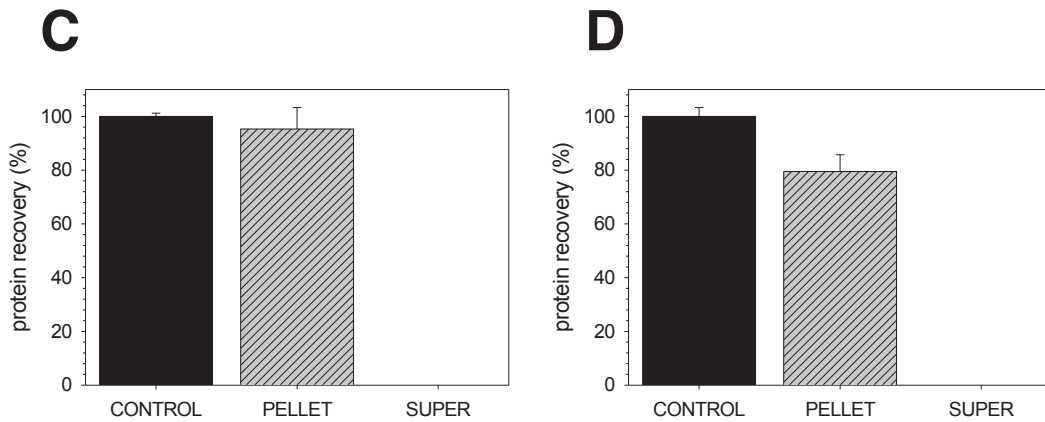 C
protein recovery (%)
100
80
60
40
20
0
CONTROL PELLET SUPER
D
protein recovery (%)
100
80
60
40
20
0
CONTROL PELLET SUPER